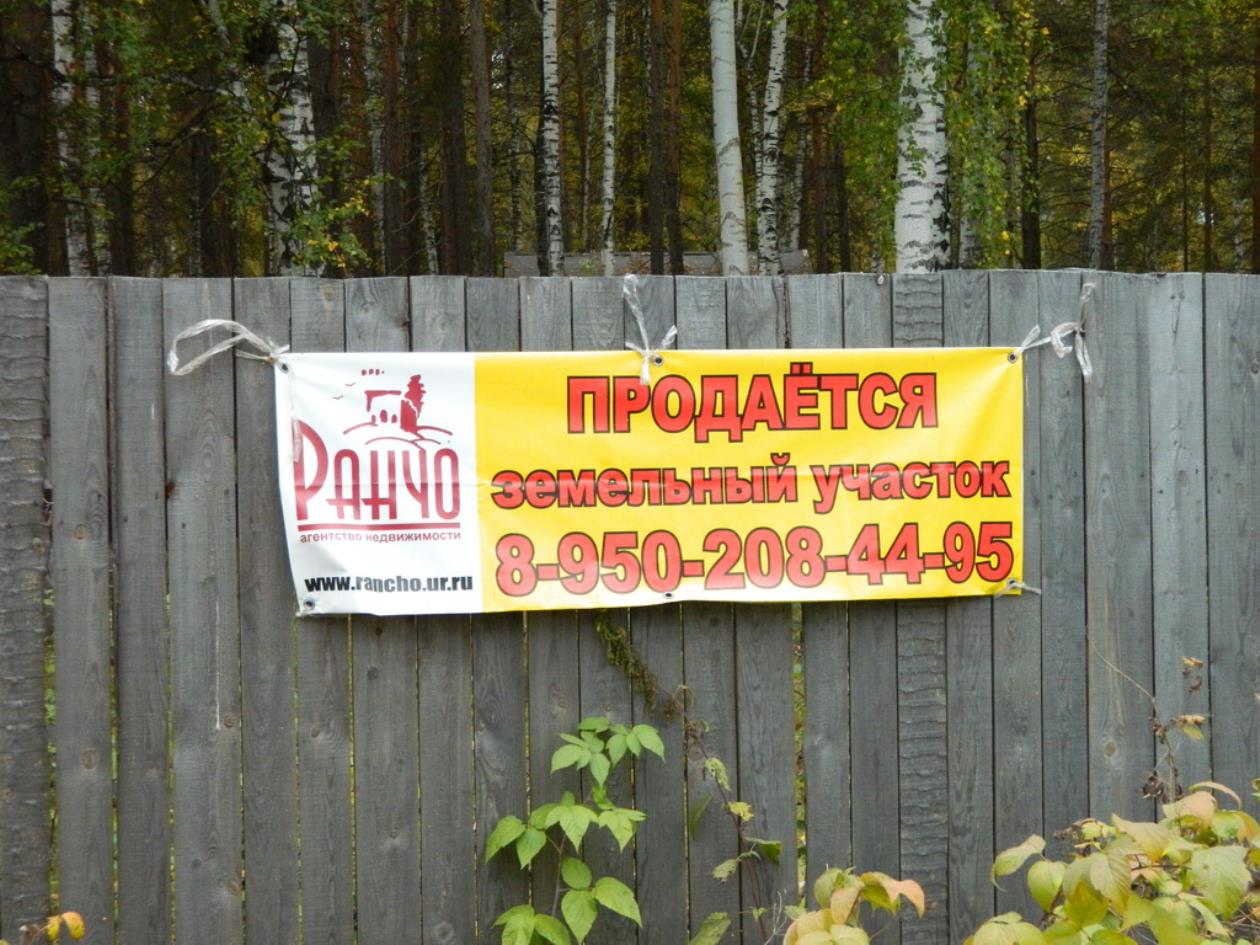 Ранчо
агентство недвижимости
www.rancho.ur.ru
ПРОДАЁТСЯ
земельный участок
8-950-208-44-95